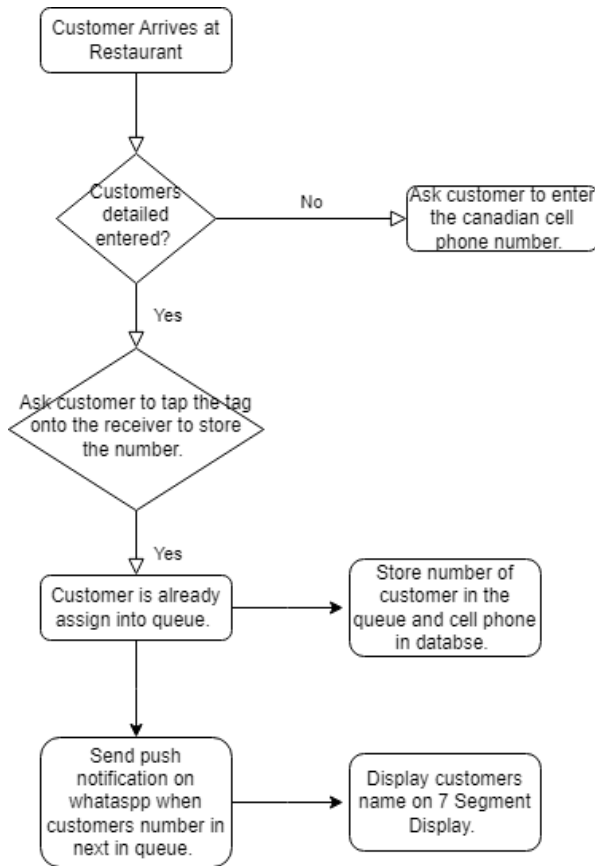 Customer Arrives at
Restaurant
Customers
detailed
entered?
No
Ask customer to enter
the canadian cell
phone number.
Yes
Ask customer to tap the tag
onto the receiver to store
the number.
Yes
Customer is already
assign into queue.
Store number of
customer in the
queue and cell phone
in databse.
Send push
notification on
whataspp when
customers number in
next in queue.
Display customers
name on 7 Segment
Display.